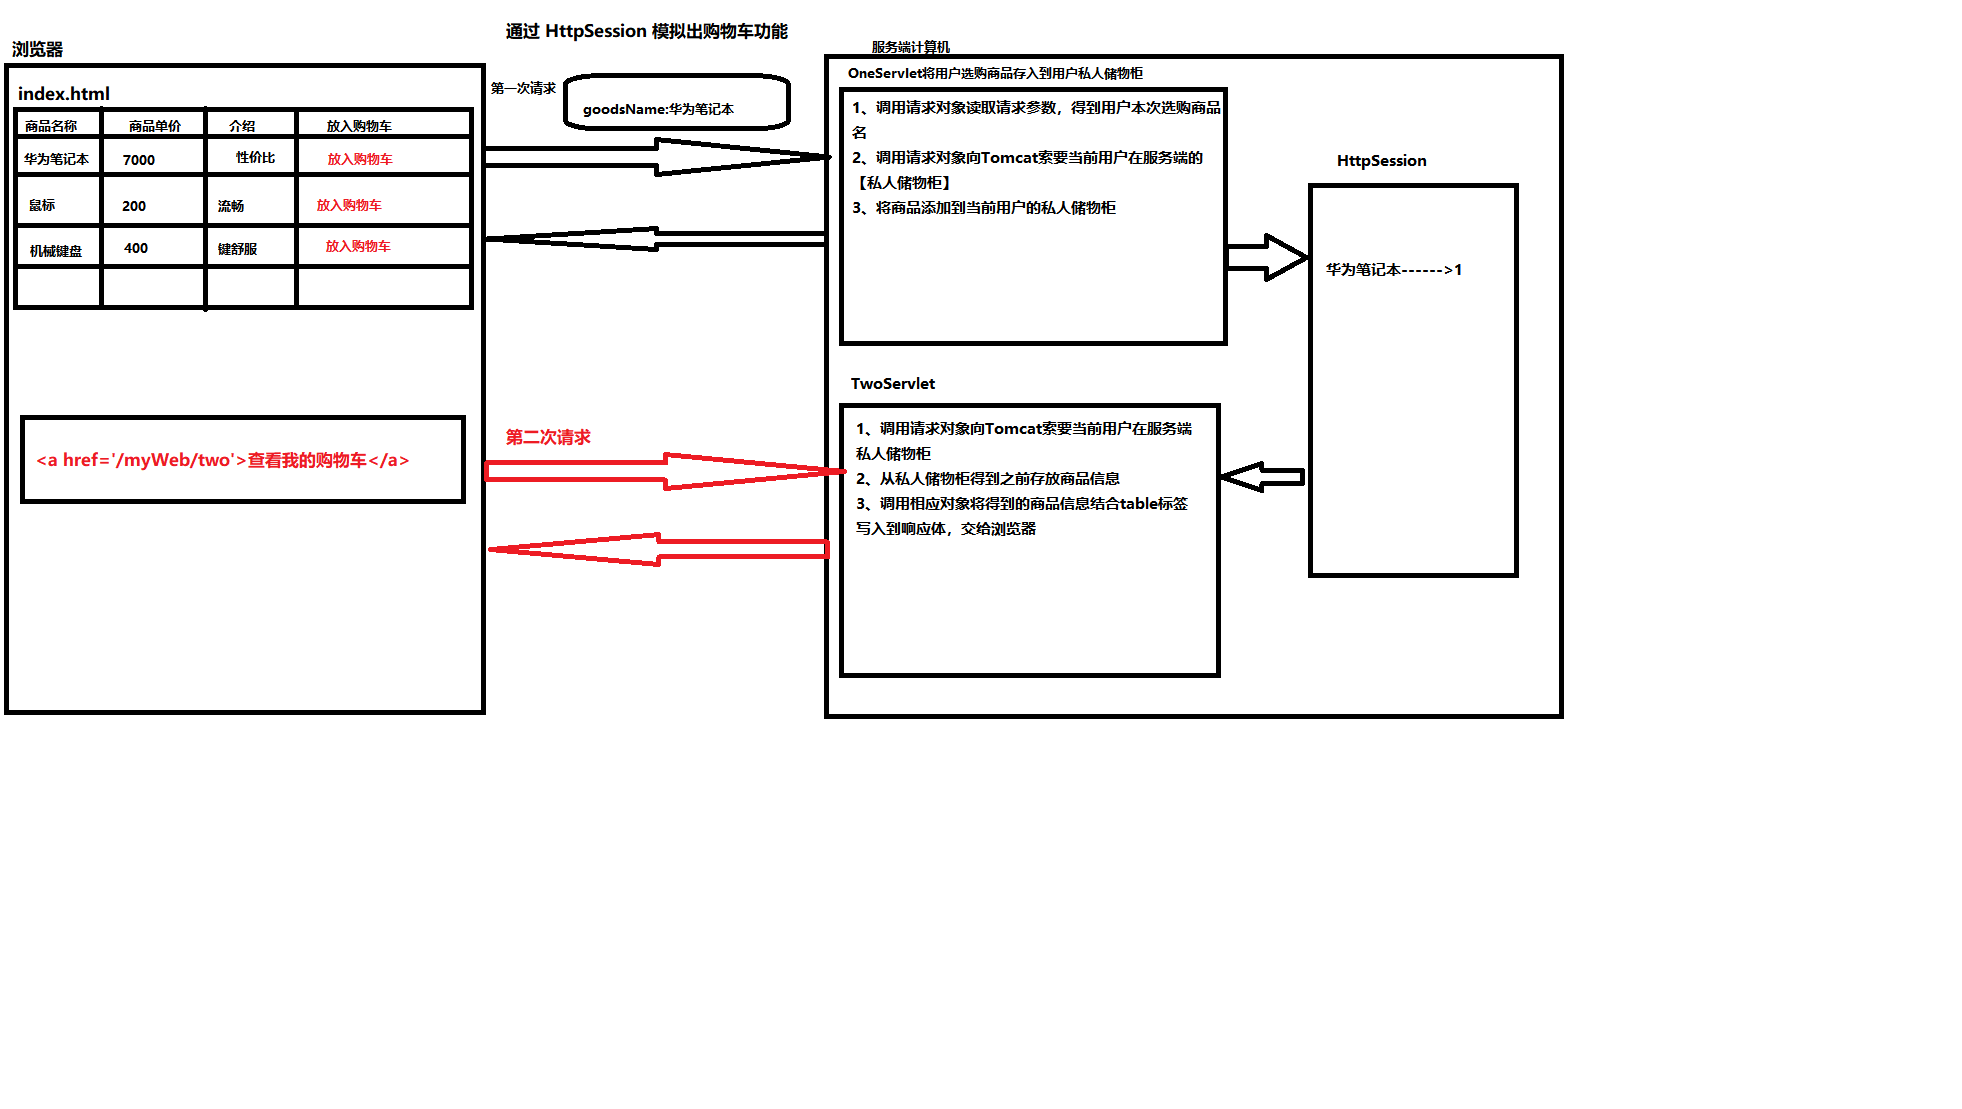 通过 HttpSession 模拟出购物车功能
浏览器
index.html
商品名称 商品单价 介绍 放入购物车
华为笔记本 7000 性价比 放入购物车
鼠标 200 流畅 放入购物车
机械键盘 400 键舒服 放入购物车
<a href='/myWeb/two'>查看我的购物车</a>
第一次请求
goodsName:华为笔记本
第二次请求
服务端计算机
OneServlet将用户选购商品存入到用户私人储物柜
1、调用请求对象读取请求参数，得到用户本次选购商品
名
2、调用请求对象向Tomcat索要当前用户在服务端的
【私人储物柜】
3、将商品添加到当前用户的私人储物柜
TwoServlet
1、调用请求对象向Tomcat索要当前用户在服务端
私人储物柜
2、从私人储物柜得到之前存放商品信息
3、调用相应对象将得到的商品信息结合table标签
写入到响应体，交给浏览器
HttpSession
华为笔记本------>1